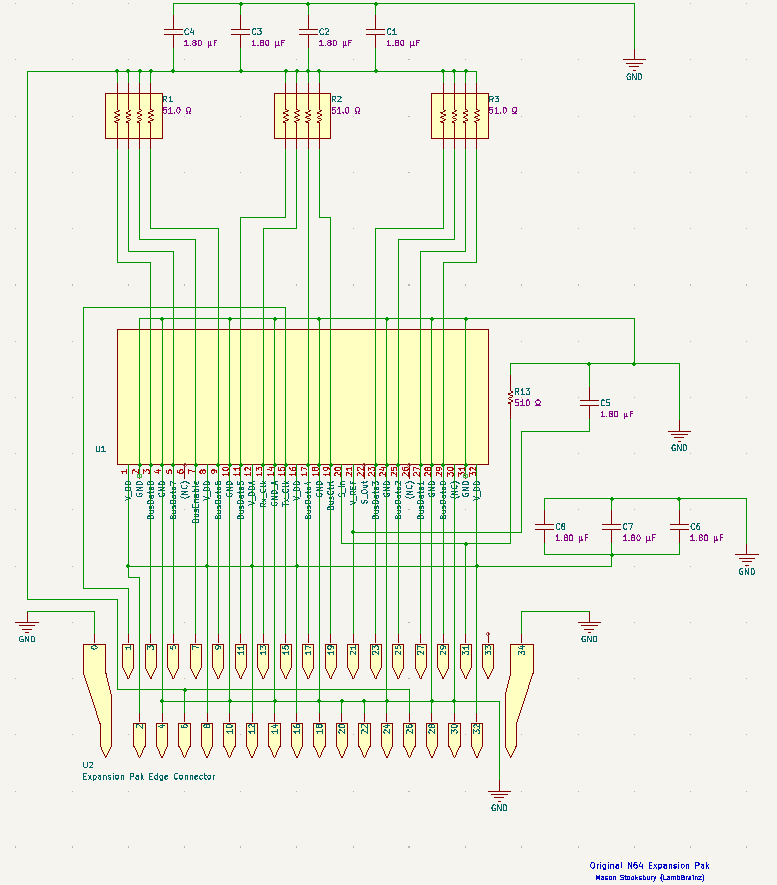 C4
1.80 µF
C3
1.80 µF
C2
1.80 µF
C1
1.80 µF
GND
R1
51.0 Ω
R2
51.0 Ω
R3
51.0 Ω
R13
510 Ω
C5
1.80 µF
GND
U1
1 2 3 4 5 6 7 8 9 10 11 12 13 14 15 16 17 18 19 20 21 22 23 24 25 26 27 28 29 30 31 32
V_DD
GND
BusData8
GND
BusData7
(NC)
BusEnable
V_DD
BusData6
GND
BusData5
V_DDA
Rx_Clk
GND_A
Tx_Clk
V_DD
BusData4
GND
BusCtrl
S_In
V_REF
S_Out
BusData3
GND
BusData2
(NC)
BusData1
GND
BusData0
(NC)
GND
V_DD
C8
1.80 µF
C7
1.80 µF
C6
1.80 µF
GND
GND
GND
0 1 3 5 7 9 11 13 15 17 19 21 23 25 27 29 31 33 34
2 4 6 8 10 12 14 16 18 20 22 24 26 28 30 32
U2
Expansion Pak Edge Connector
GND
Original N64 Expansion Pak
Mason Stooksbury (LambBrainz)